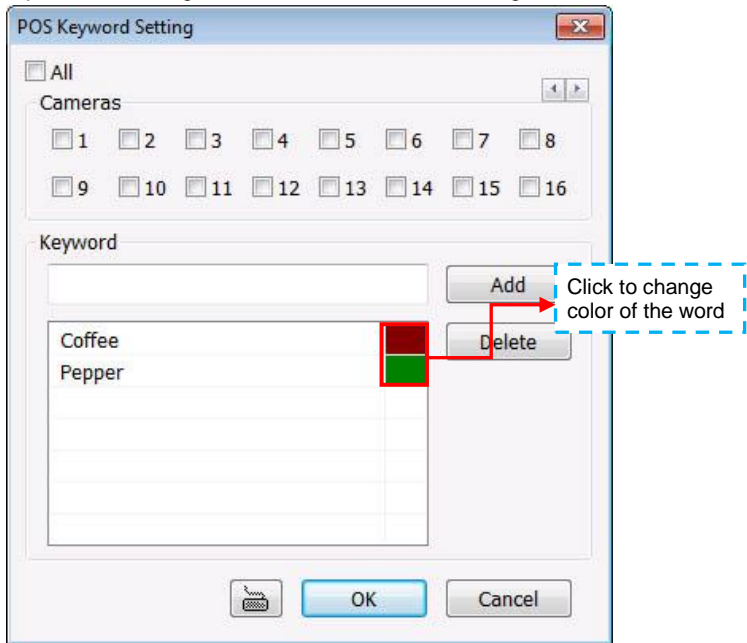 POS Keyword Setting
All
Cameras
1 2 3 4 5 6 7 8
9 10 11 12 13 14 15 16
Keyword
Add
Click to change
color of the word
Coffee
Delete
Pepper
OK Cancel